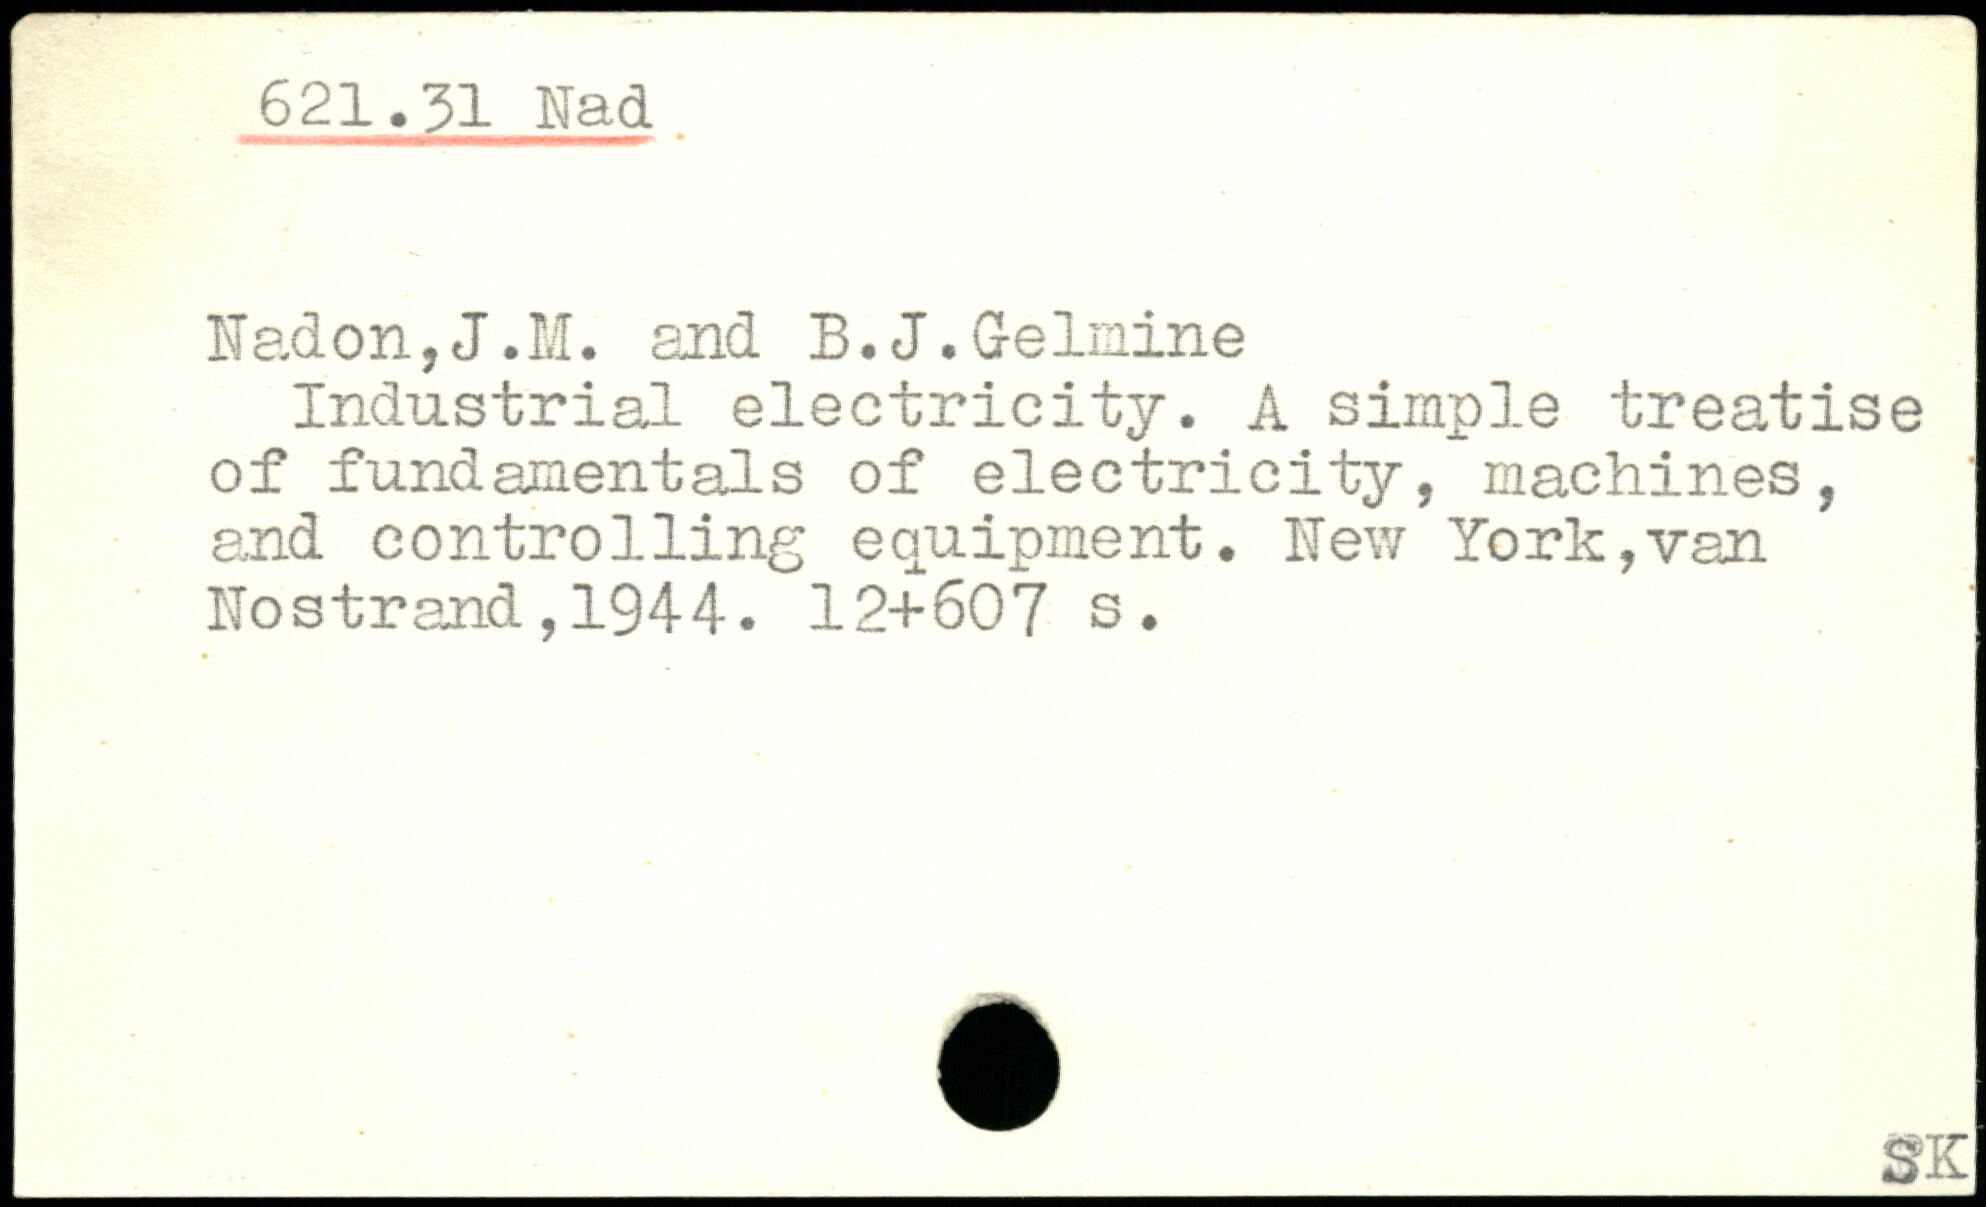 621.31 Nad
Nadon,J.M. and B.J.Gelmine
Industrial electricity. A simple treatise
of fundamentals of electricity, machines,
and controlling equipment. New York,van
Nostrand,1944. 12+607 s.
SK